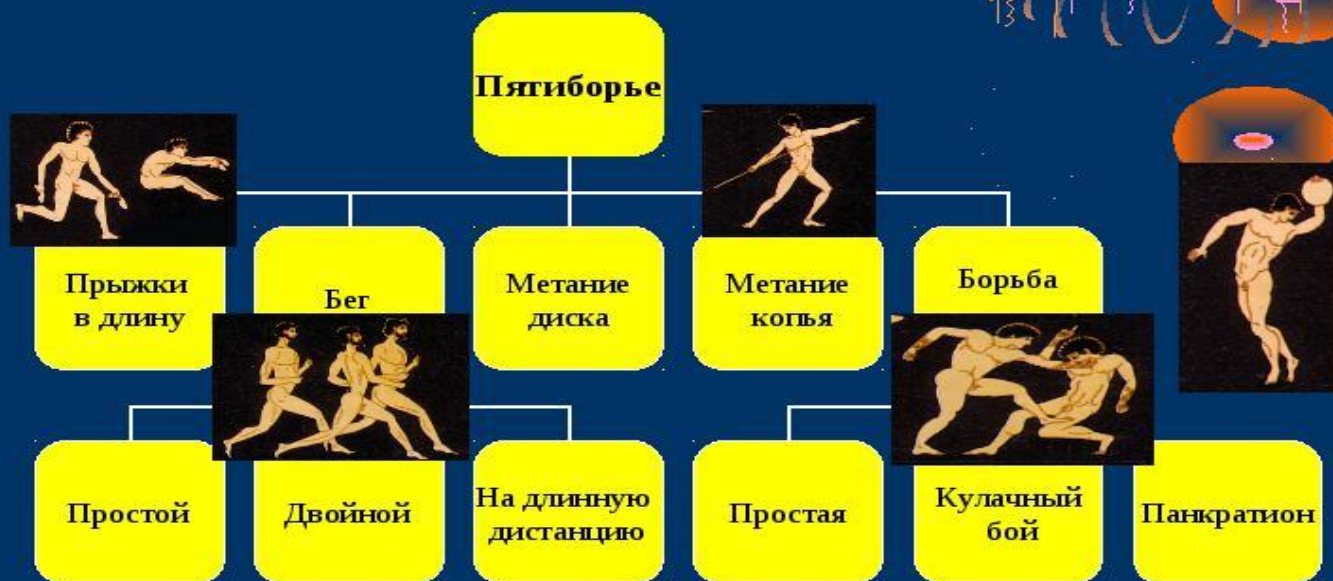 Пятиборье
Прыжки
в длину
Бег
Метание
диска
Метание
копья
Борьба
Простой
Двойной
На длинную
дистанцию
Простая
Кулачный
бой
Панкратион